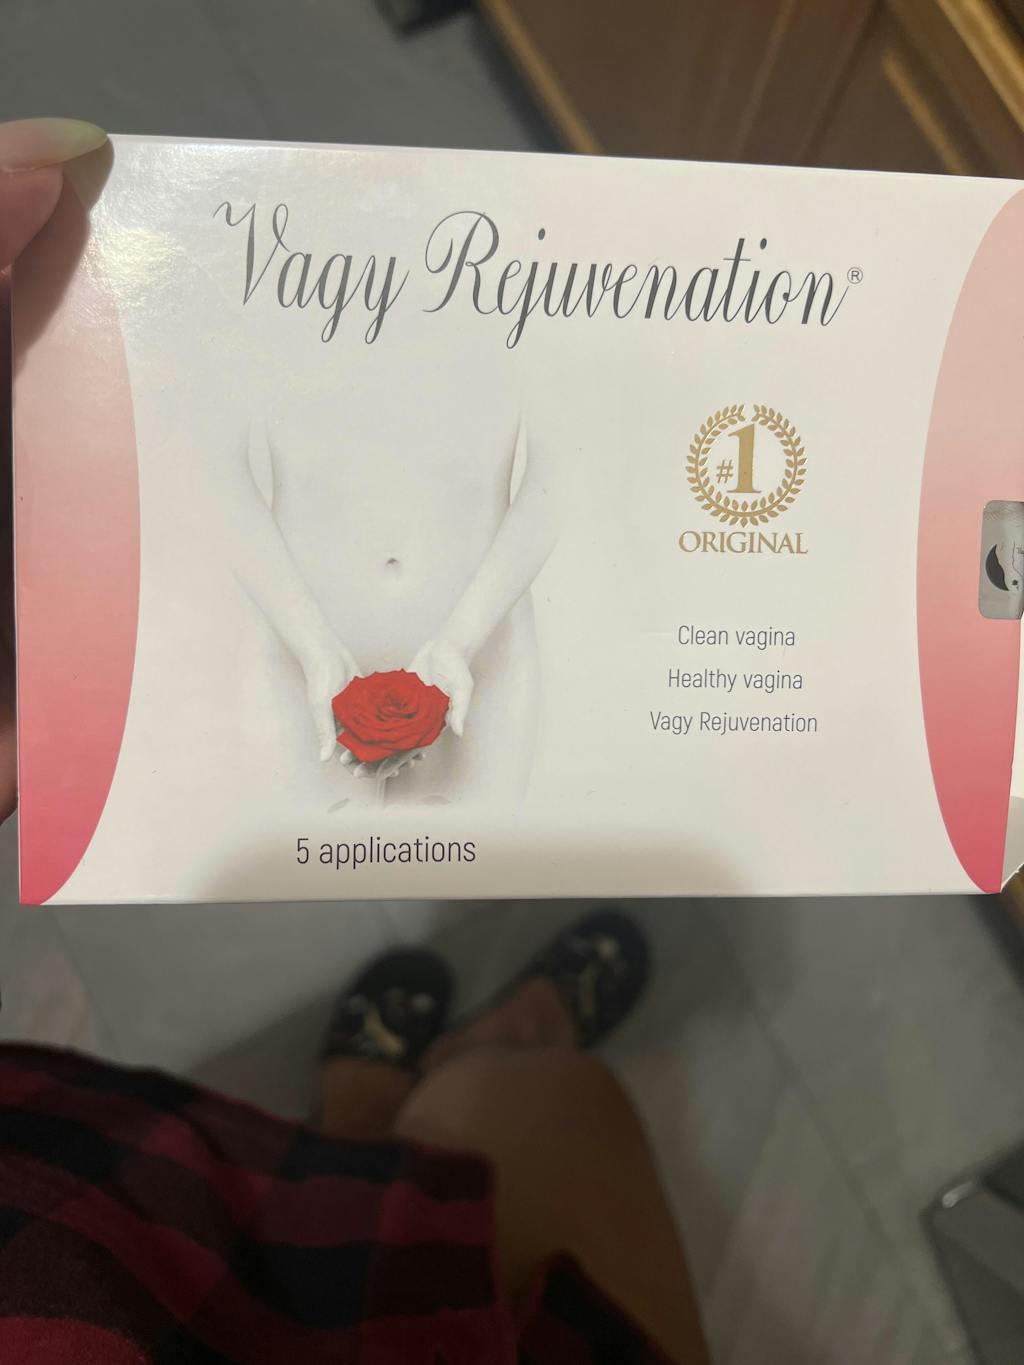 Vagy Rejuvenation®
#1
ORIGINAL
Clean vagina
Healthy vagina
Vagy Rejuvenation
5 applications